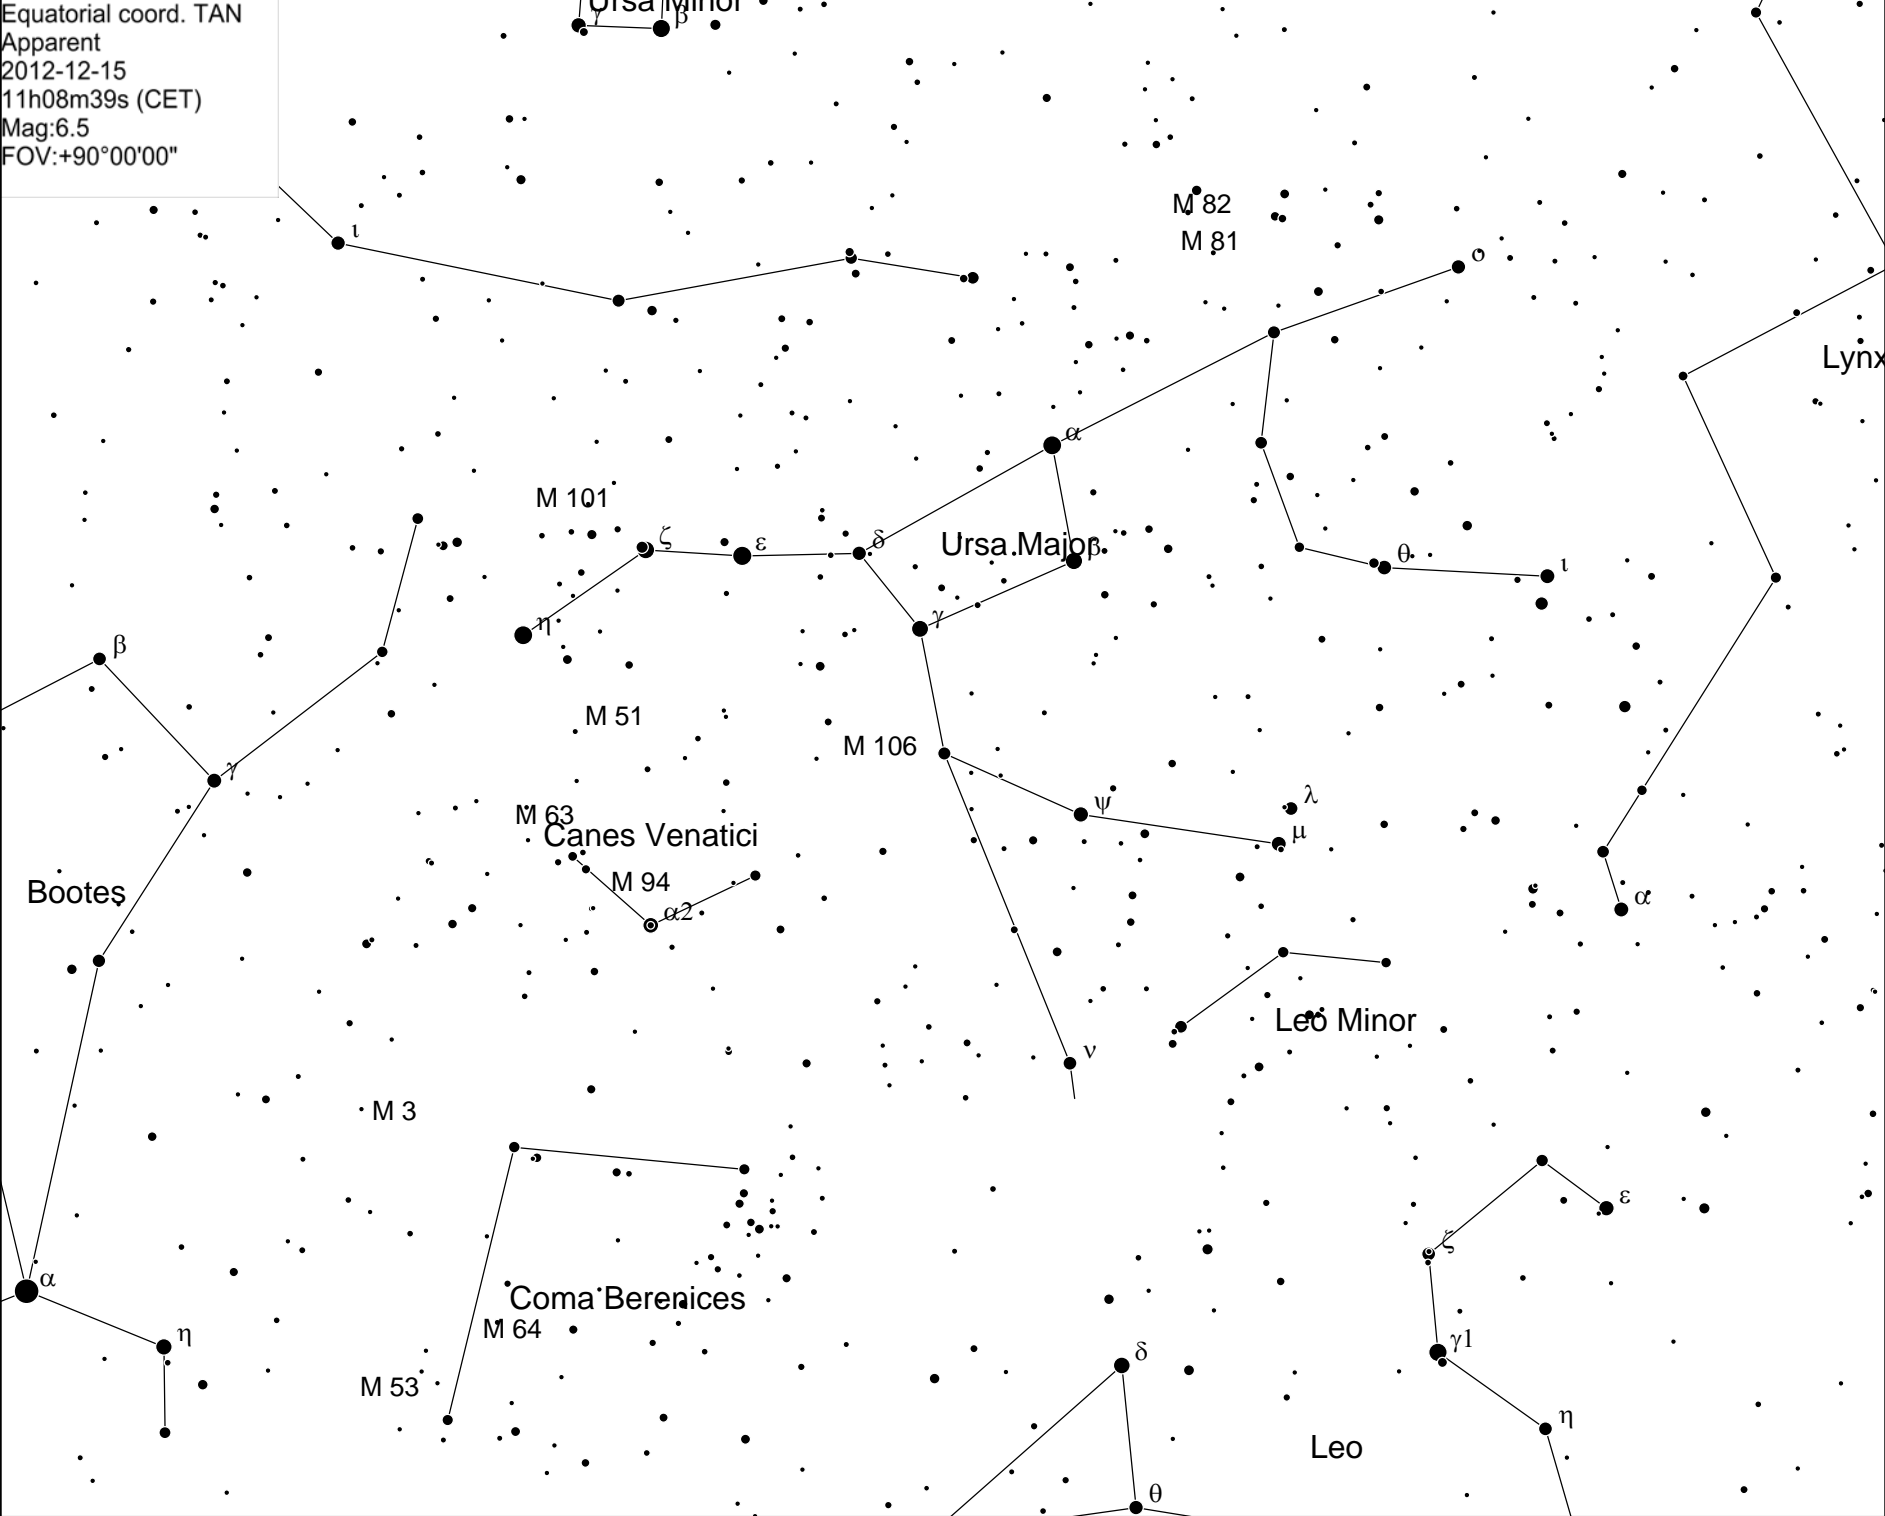 Equatorial coord. TAN
Apparent
2012-12-15
11h08m39s (CET)
Mag:6.5
FOV:+90°00'00"
Ursa Minor
γ
β
M 82
M 81
ι
ο
Lynx
α
M 101
ζ
ε
δ
Ursa Major
β
θ
ι
η
γ
β
M 51
M 106
γ
ψ
λ
μ
M 63
Canes Venatici
M 94
α2
Bootes
α
Leo Minor
ν
M 3
ε
ζ
α
Coma Berenices
M 64
η
γ1
δ
M 53
η
Leo
θ